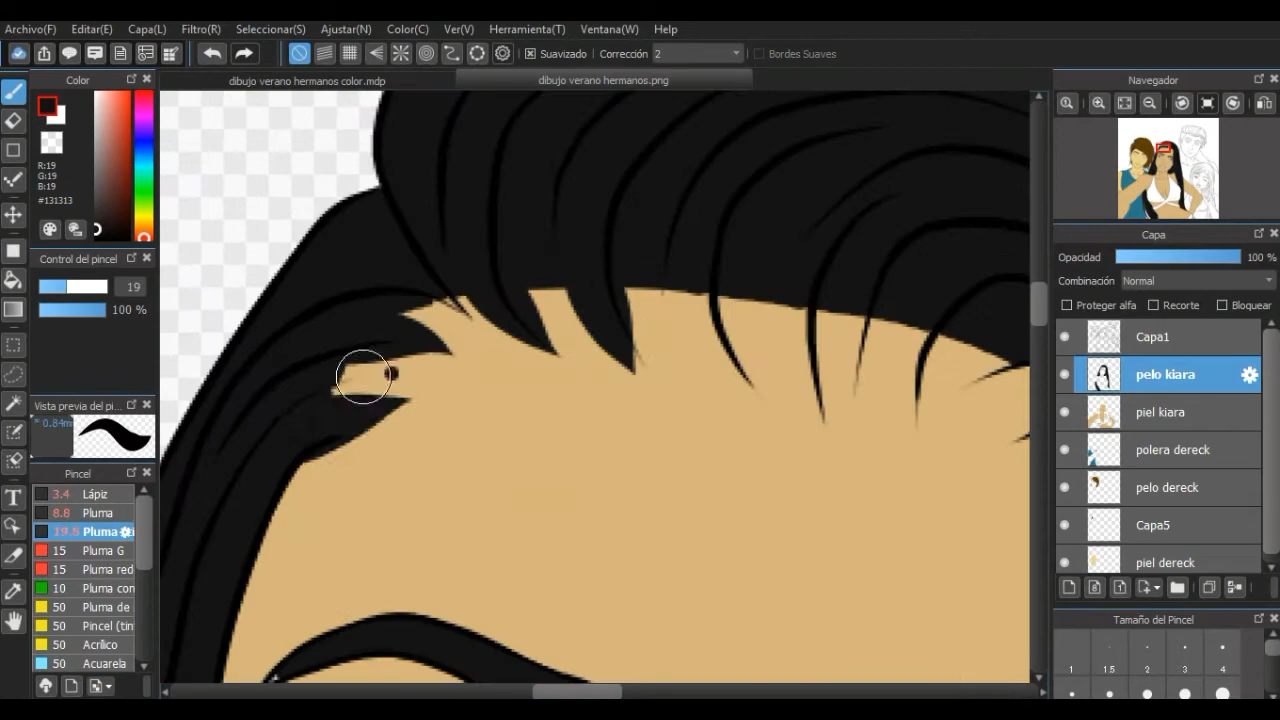 Archivo(F) Editar(E) Capa(L) Filtro(R) Seleccionar(S) Ajustar(N) Color(C) Ver(V) Herramienta(T) Ventana(W) Help
Suavizado Corrección 2 Bordes Suaves
Color
dibujo verano hermanos color.mdp dibujo verano hermanos.png
Navegador
R:19
G:19
B:19
#131313
Capa
Control del pincel
Opacidad 100 %
19
Combinación Normal
100 %
Proteger alfa Recorte Bloquear
Capa1
pelo kiara
Vista previa del pi...
0.84m
piel kiara
polera dereck
Pincel
pelo dereck
3.4 Lápiz
8.8 Pluma
Capa5
Pluma
15 Pluma G
piel dereck
15 Pluma red
10 Pluma con
50 Pluma de
Tamaño del Pincel
50 Pincel (tin
50 Acrílico
50 Acuarela
1 1.5 2 3 4